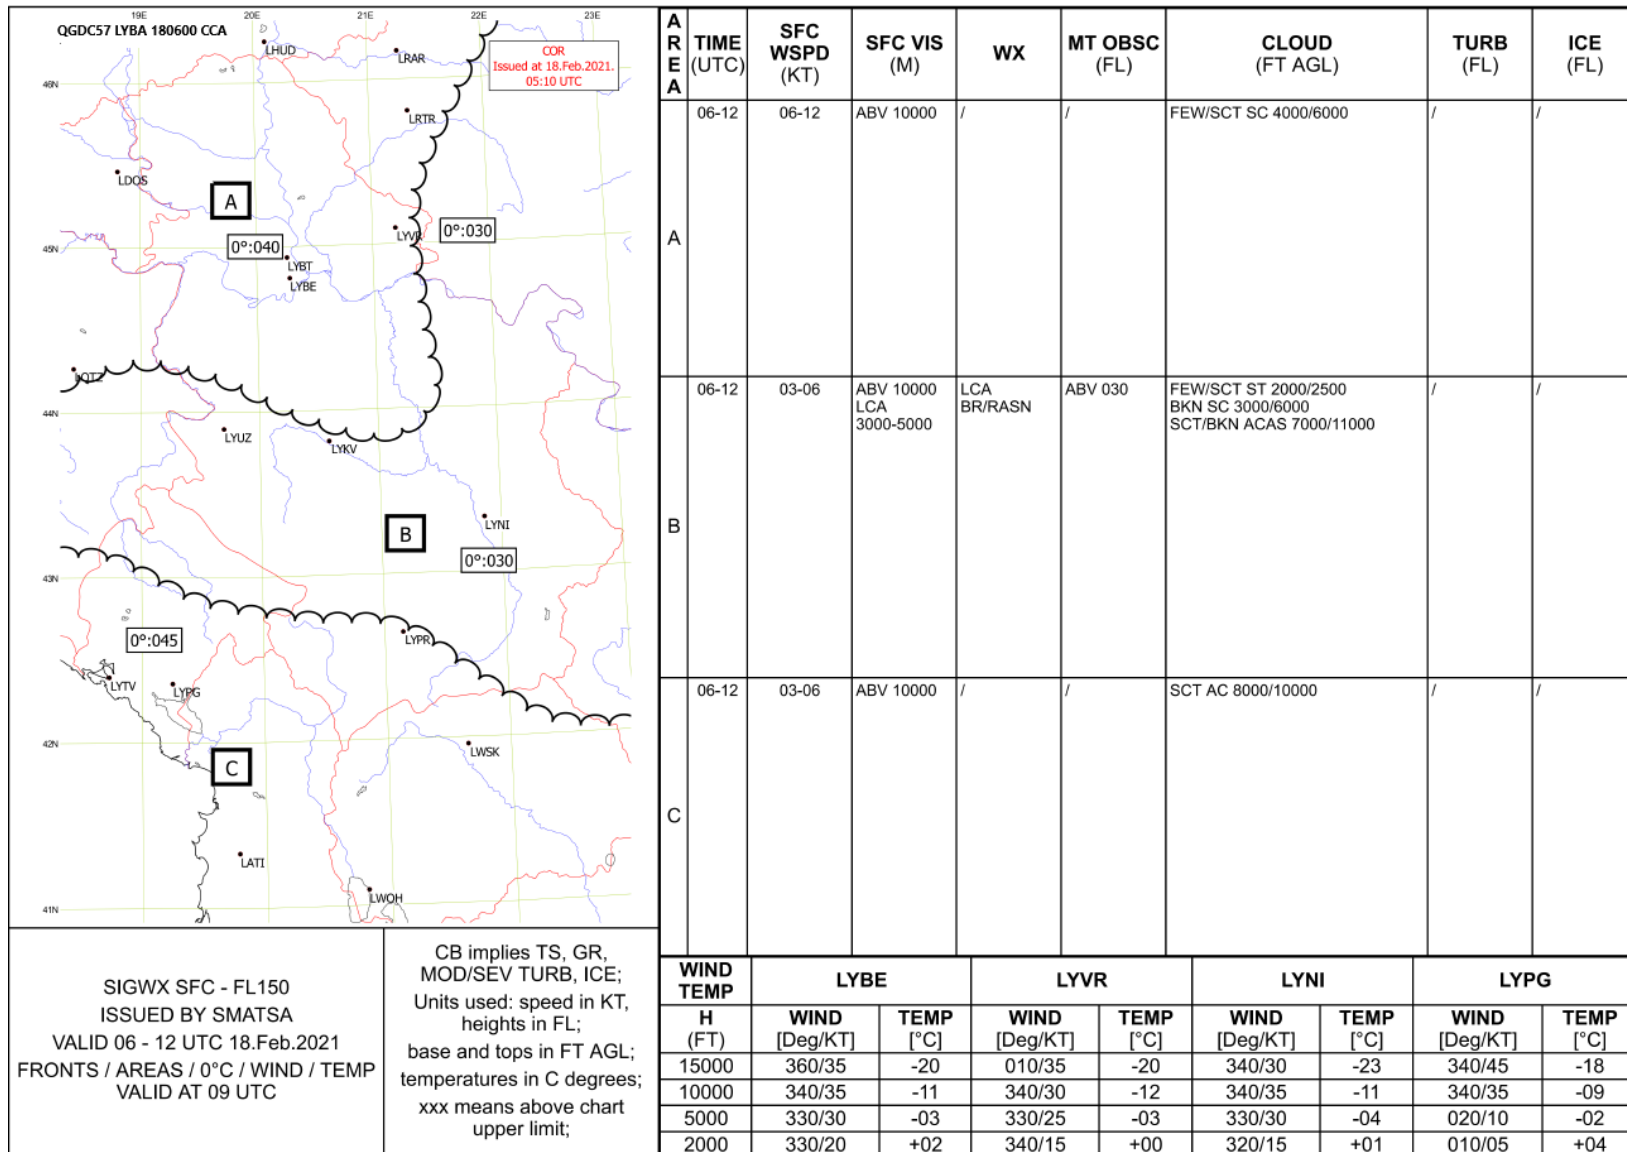 QGDC57 LYBA 180600 CCA
19E 20E 21E 22E 23E
COR
Issued at 18.Feb.2021.
05:10 UTC
LHUD
LRAR
46N
LRTR
LDOS
A
0°:030
LYVR
45N
0°:040
LYBT
LYBE
LQTZ
44N
LYUZ
LYKV
LYNI
B
0°:030
43N
0°:045
LYPR
LYTV
LYPG
42N
LWSK
C
LATI
LWOH
41N
SIGWX SFC - FL150
ISSUED BY SMATSA
VALID 06 - 12 UTC 18.Feb.2021
FRONTS / AREAS / 0°C / WIND / TEMP
VALID AT 09 UTC
CB implies TS, GR,
MOD/SEV TURB, ICE;
Units used: speed in KT,
heights in FL;
base and tops in FT AGL;
temperatures in C degrees;
xxx means above chart
upper limit;
A
R
E
A
TIME
(UTC)
SFC
WSPD
(KT)
SFC VIS
(M)
WX
MT OBSC
(FL)
CLOUD
(FT AGL)
TURB
(FL)
ICE
(FL)
A
06-12 06-12 ABV 10000 / / FEW/SCT SC 4000/6000 / /
B
06-12 03-06 ABV 10000 LCA ABV 030 FEW/SCT ST 2000/2500 / /
LCA BR/RASN BKN SC 3000/6000
3000-5000 SCT/BKN ACAS 7000/11000
C
06-12 03-06 ABV 10000 / / SCT AC 8000/10000 / /
WIND
TEMP
LYBE LYVR LYNI LYPG
H WIND TEMP WIND TEMP WIND TEMP WIND TEMP
(FT) [Deg/KT] [°C] [Deg/KT] [°C] [Deg/KT] [°C] [Deg/KT] [°C]
15000 360/35 -20 010/35 -20 340/30 -23 340/45 -18
10000 340/35 -11 340/30 -12 340/35 -11 340/35 -09
5000 330/30 -03 330/25 -03 330/30 -04 020/10 -02
2000 330/20 +02 340/15 +00 320/15 +01 010/05 +04